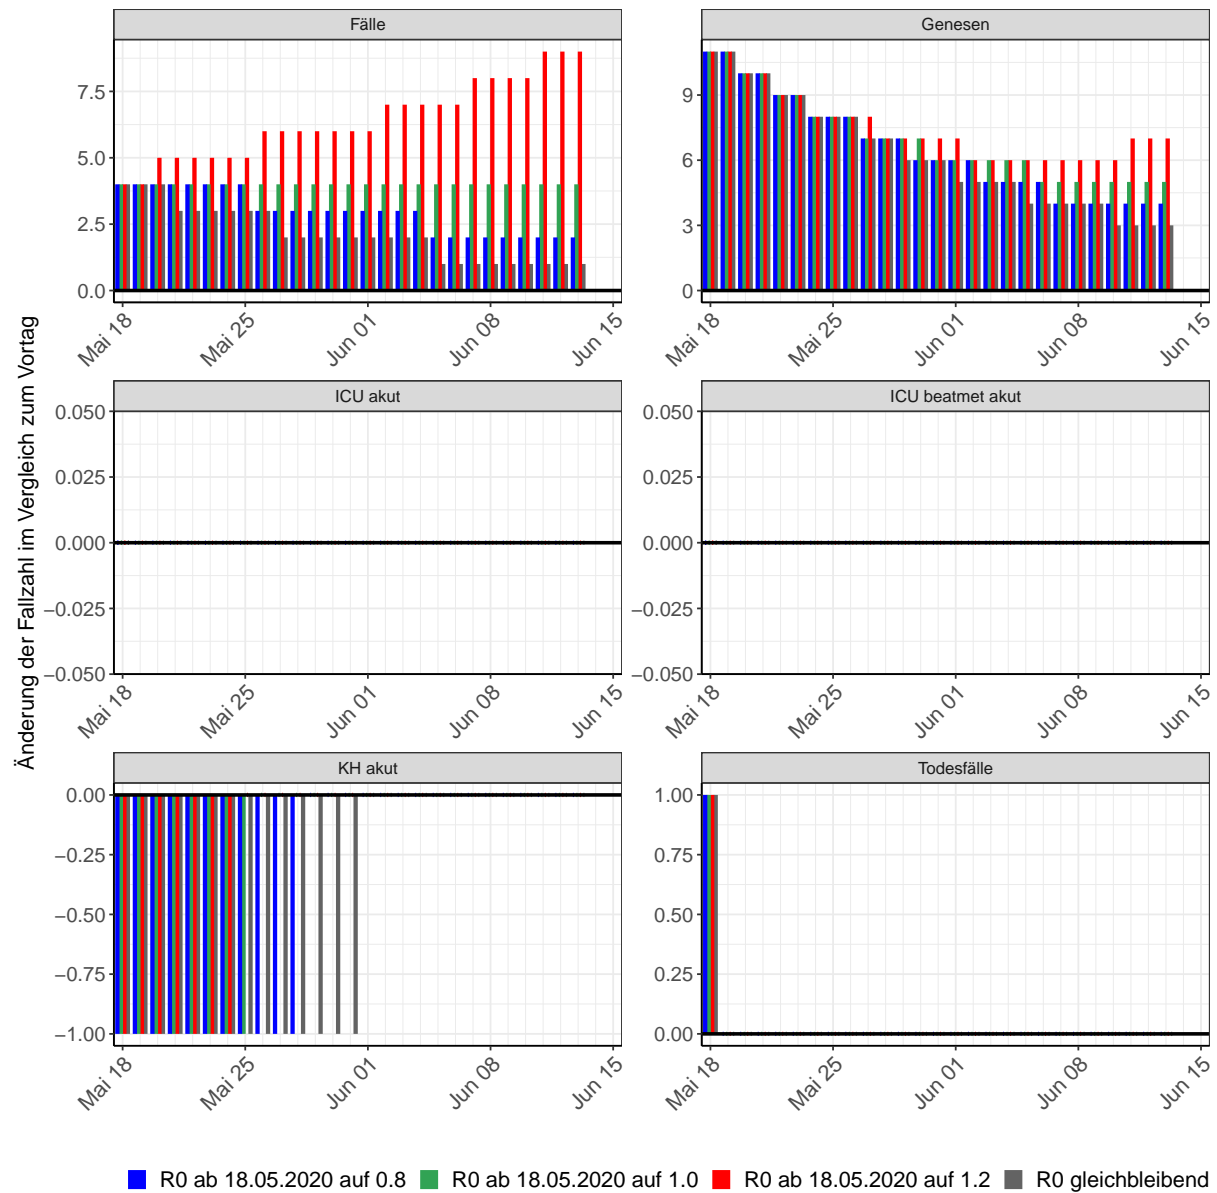 Änderung der Fallzahl im Vergleich zum Vortag
Fälle
7.5
5.0
2.5
0.0
Mai 18
Mai 25
Jun 01
Jun 08
Jun 15
Genesen
9
6
3
0
Mai 18
Mai 25
Jun 01
Jun 08
Jun 15
ICU akut
0.050
0.025
0.000
−0.025
−0.050
Mai 18
Mai 25
Jun 01
Jun 08
Jun 15
ICU beatmet akut
0.050
0.025
0.000
−0.025
−0.050
Mai 18
Mai 25
Jun 01
Jun 08
Jun 15
KH akut
0.00
−0.25
−0.50
−0.75
−1.00
Mai 18
Mai 25
Jun 01
Jun 08
Jun 15
Todesfälle
1.00
0.75
0.50
0.25
0.00
Mai 18
Mai 25
Jun 01
Jun 08
Jun 15
R0 ab 18.05.2020 auf 0.8 R0 ab 18.05.2020 auf 1.0 R0 ab 18.05.2020 auf 1.2 R0 gleichbleibend